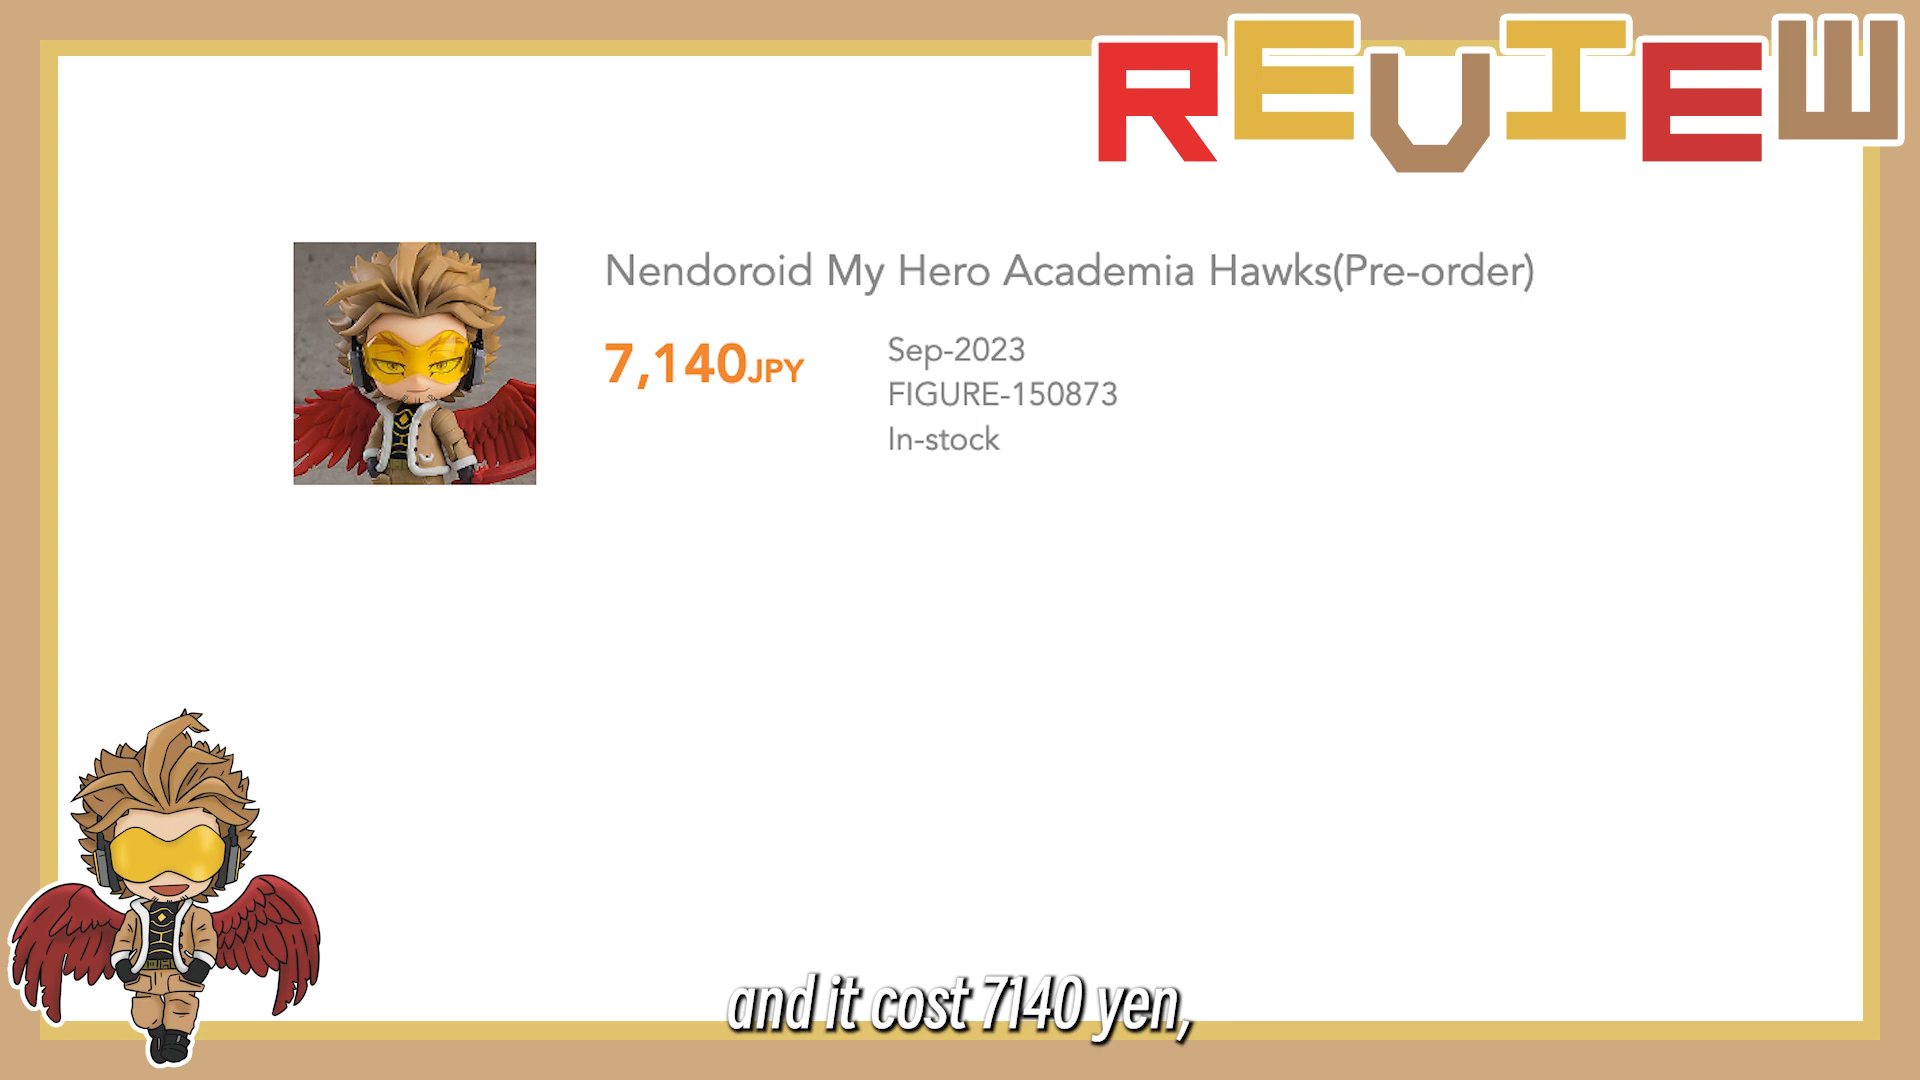 REVIEW
Nendoroid My Hero Academia Hawks(Pre-order)
7,140JPY
Sep-2023
FIGURE-150873
In-stock
and it cost 7140 yen,